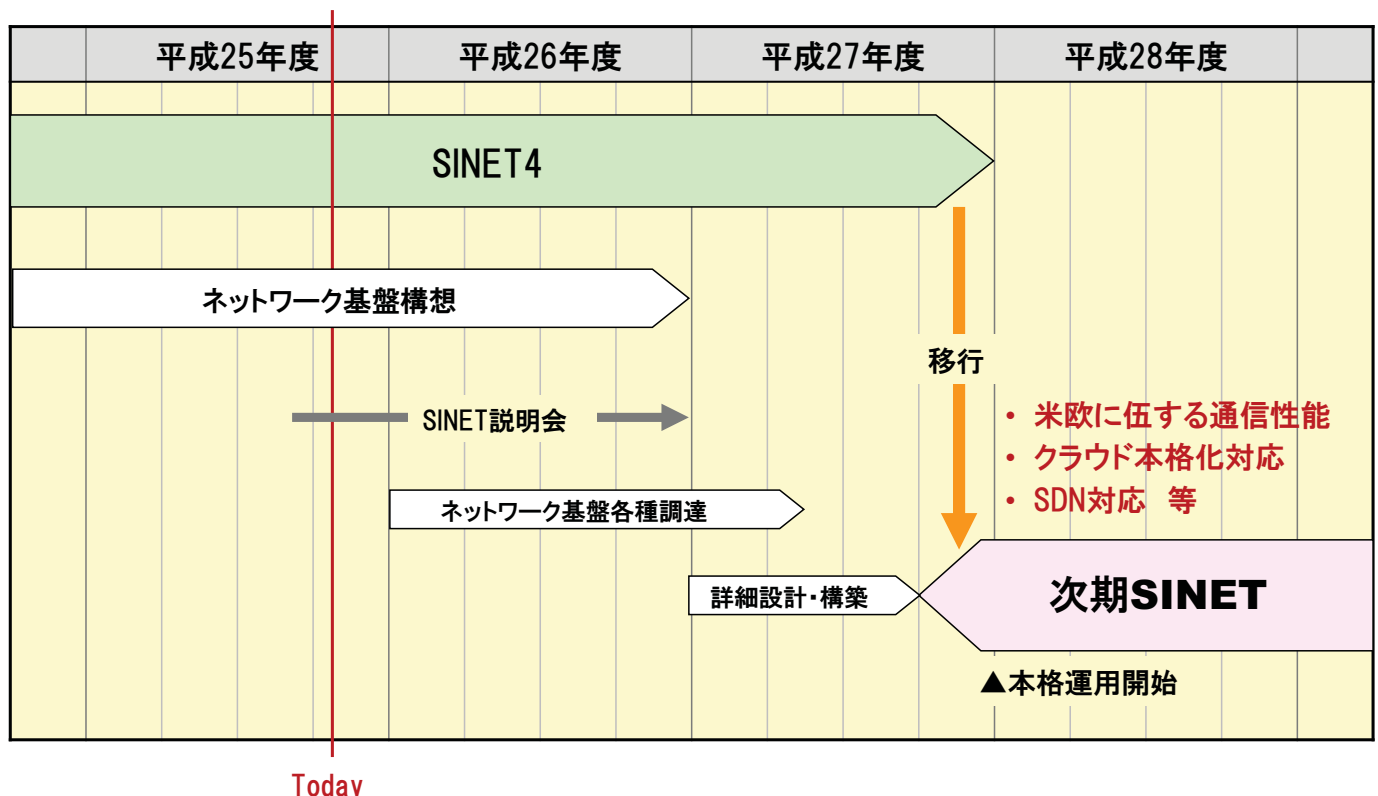 平成25年度 平成26年度 平成27年度 平成28年度
SINET4
ネットワーク基盤構想
移行
SINET説明会
• 米欧に伍する通信性能
• クラウド本格化対応
• SDN対応 等
ネットワーク基盤各種調達
詳細設計・構築
次期SINET
▲本格運用開始
Today